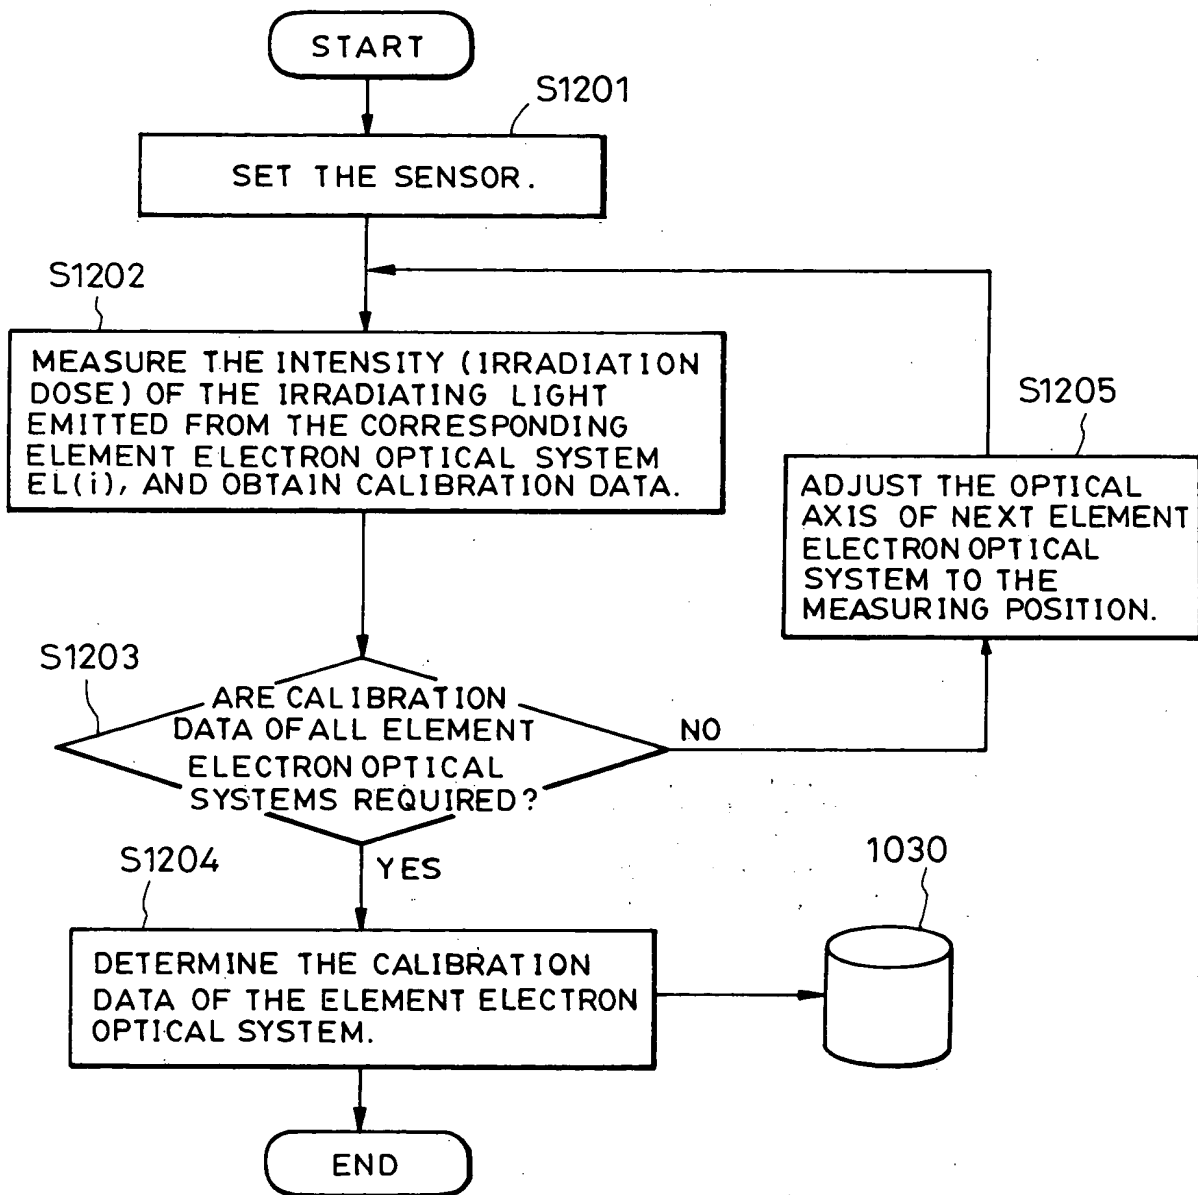 START
S1201
SET THE SENSOR.
S1202
MEASURE THE INTENSITY (IRRADIATION
DOSE) OF THE IRRADIATING LIGHT
EMITTED FROM THE CORRESPONDING
ELEMENT ELECTRON OPTICAL SYSTEM
EL(i), AND OBTAIN CALIBRATION DATA.
S1205
ADJUST THE OPTICAL
AXIS OF NEXT ELEMENT
ELECTRON OPTICAL
SYSTEM TO THE
MEASURING POSITION.
S1203
ARE CALIBRATION
DATA OF ALL ELEMENT
ELECTRON OPTICAL
SYSTEMS REQUIRED?
NO
YES
S1204
DETERMINE THE CALIBRATION
DATA OF THE ELEMENT ELECTRON
OPTICAL SYSTEM.
1030
END